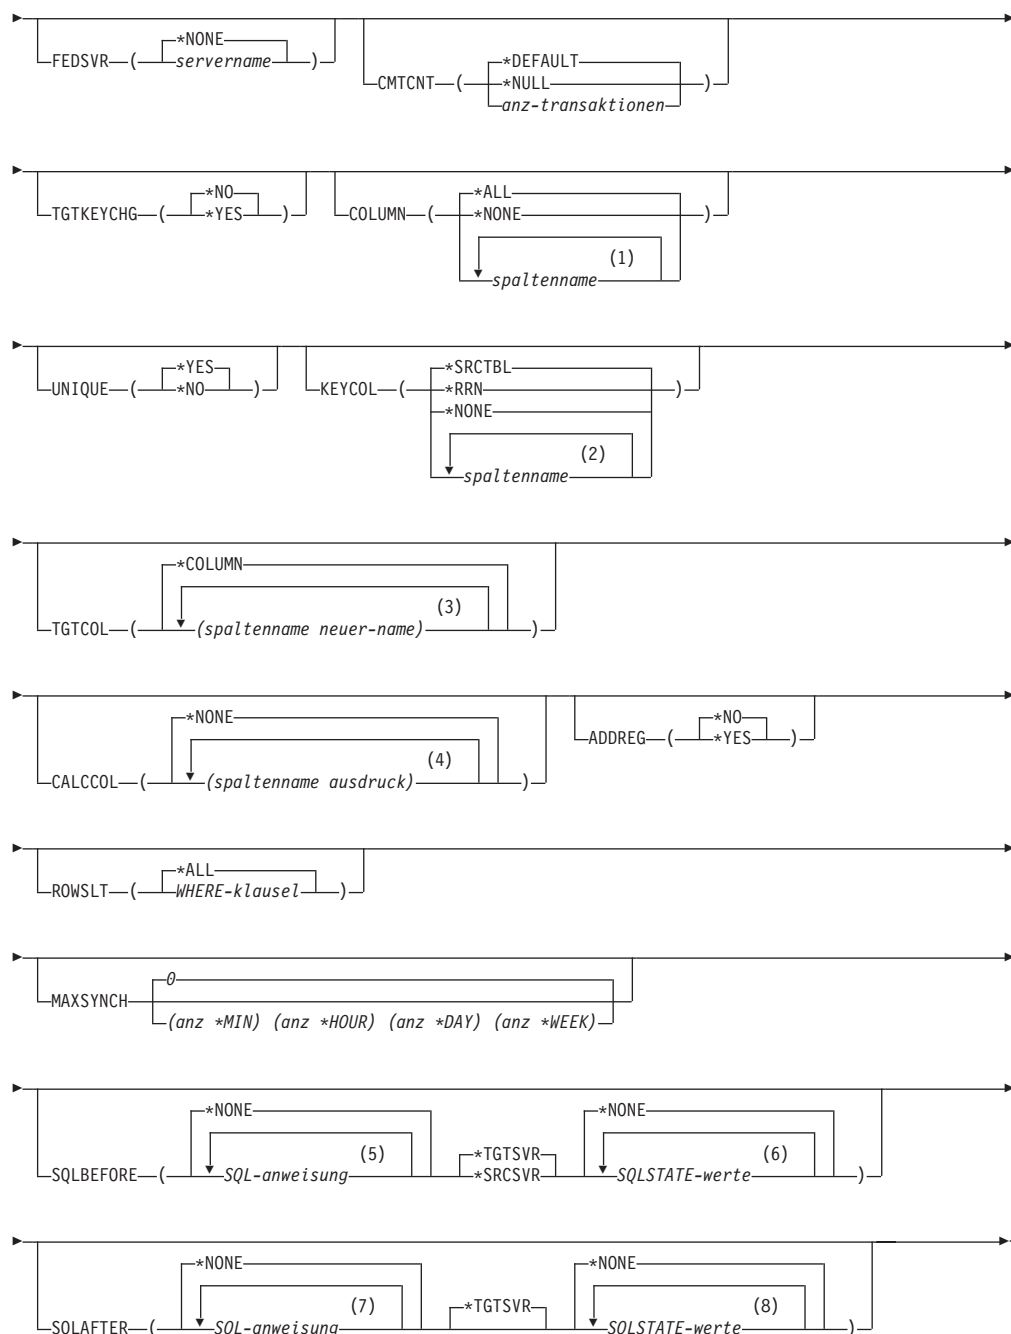 *NONE
FEDSVR ( servername )
*DEFAULT
*NULL
CMTCNT ( anz-transaktionen )
*NO
TGTKEYCHG ( *YES )
*ALL
COLUMN ( *NONE )
(1)
spaltenname
*YES
UNIQUE ( *NO )
*SRCTBL
KEYCOL ( *RRN )
*NONE
(2)
spaltenname
*COLUMN
(3)
TGTCOL ( (spaltenname neuer-name) )
*NONE
(4)
CALCCOL ( (spaltenname ausdruck) )
*NO
ADDREG ( *YES )
*ALL
ROWSLT ( WHERE-klausel )
0
MAXSYNCH
(anz *MIN) (anz *HOUR) (anz *DAY) (anz *WEEK)
*NONE *NONE
(5) *TGTSVR (6)
SQLBEFORE ( SQL-anweisung *SRCSVR SQLSTATE-werte )
*NONE *NONE
(7) *TGTSVR (8)
SQLAFTER ( SQL-anweisung SQLSTATE-werte )